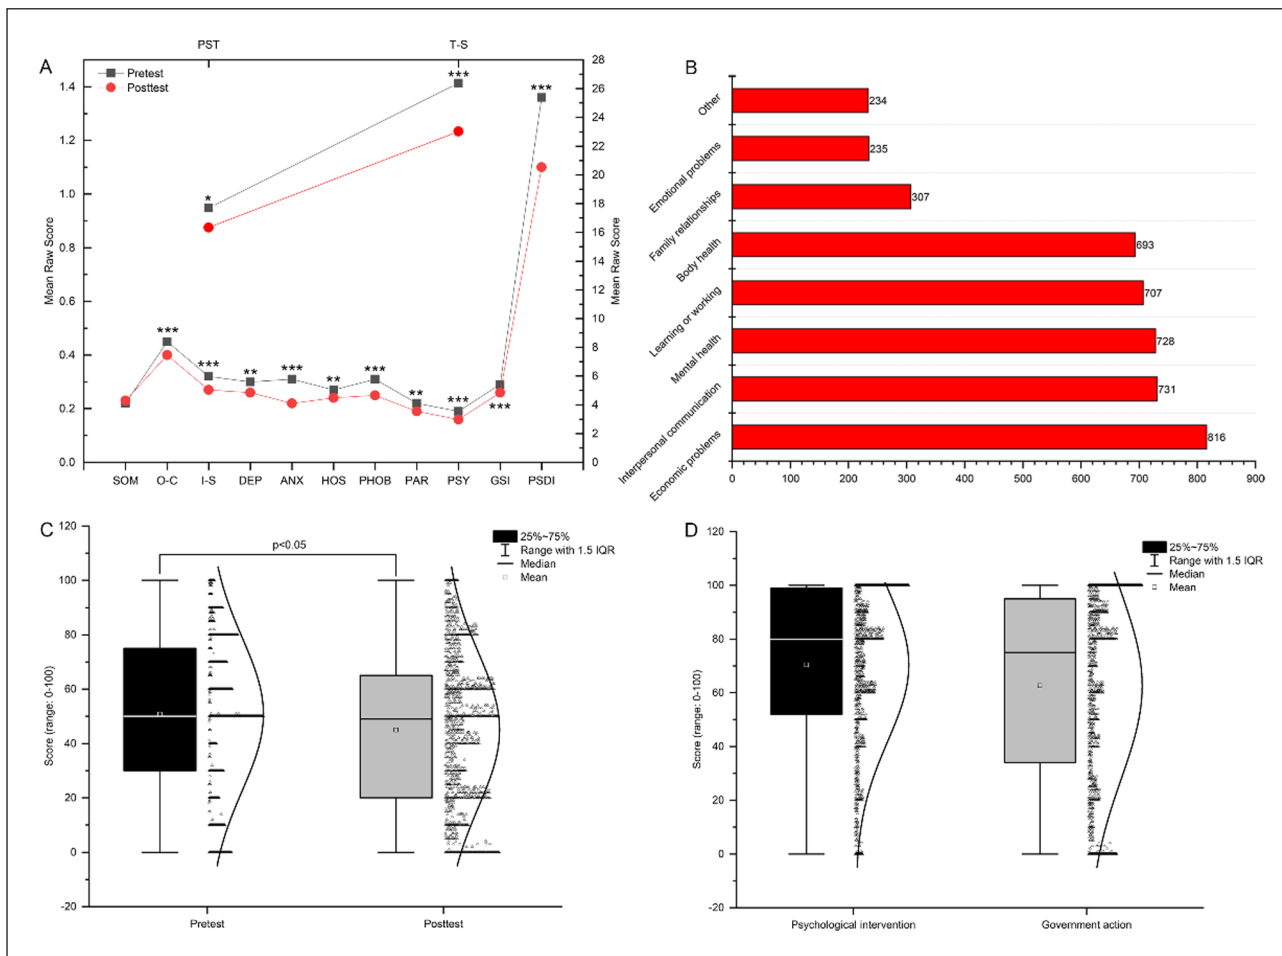 A
PST
T-S
Pretest
Posttest
Mean Raw Score
1.4
1.2
1.0
0.8
0.6
0.4
0.2
0.0
28
26
24
22
20
18
16
14
12
10
8
6
4
2
0
Mean Raw Score
***
***
*
***
***
**
***
**
***
**
***
***
SOM O-C I-S DEP ANX HOS PHOB PAR PSY GSI PSDI
B
Other
234
Emotional problems
235
Family relationships
307
Body health
693
Learning or working
707
Mental health
728
Interpersonal communication
731
Economic problems
816
0 100 200 300 400 500 600 700 800 900
C
120
100
80
60
40
20
0
-20
Score (range: 0-100)
p<0.05
25%~75%
Range with 1.5 IQR
Median
Mean
Pretest Posttest
D
120
100
80
60
40
20
0
-20
Score (range: 0-100)
25%~75%
Range with 1.5 IQR
Median
Mean
Psychological intervention Government action